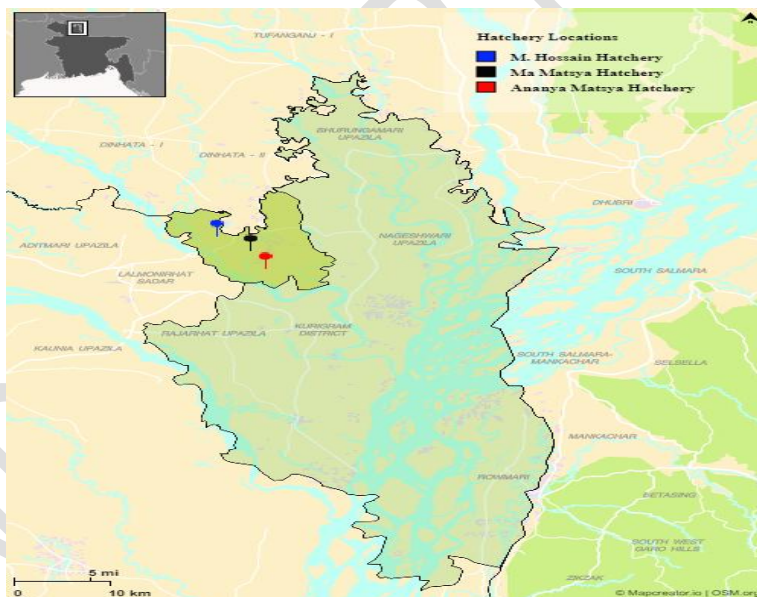 TUFANGANJ - I
Hatchery Locations
M. Hossain Hatchery
Ma Matsya Hatchery
Ananya Matsya Hatchery
BHURUNGAMARI
UPAZILA
DINHATA - I
DINHATA - II
DHUBRI
NAGESHWARI
UPAZILA
ADITMARI UPAZILA
LALMONIRHAT
SADAR
SOUTH SALMARA
RAJARHAT UPAZILA
KURIGRAM
DISTRICT
KAUNIA UPAZILA
SOUTH SALMARA-
MANKACHAR
SELBELLA
MANKACHAR
ROWMARI
BETASING
SOUTH WEST
GARO HILLS
ZIKZAK
5 mi
0
10 km
© Mapcreator.io | OSM.org